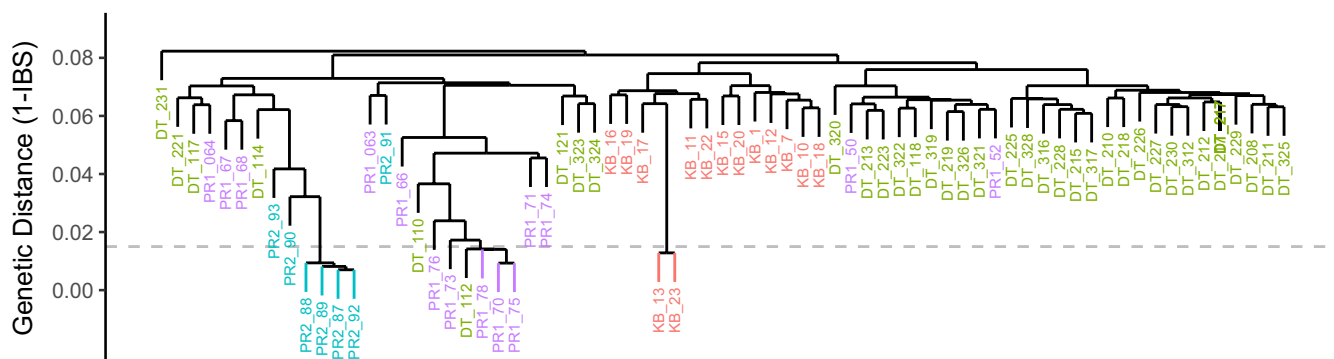 Genetic Distance (1-IBS)
0.08
0.06
0.04
0.02
0.00
DT_231
DT_221
DT_117
PR1_064
PR1_67
PR1_68
DT_114
PR2_93
PR2_90
PR2_88
PR2_89
PR2_87
PR2_92
PR1_063
PR2_91
PR1_66
DT_110
PR1_76
PR1_73
DT_112
PR1_78
PR1_70
PR1_75
PR1_71
PR1_74
DT_121
DT_323
DT_324
KB_16
KB_19
KB_17
KB_13
KB_23
KB_11
KB_22
KB_15
KB_20
KB_1
KB_12
KB_7
KB_10
KB_18
DT_320
PR1_50
DT_213
DT_223
DT_322
DT_118
DT_319
DT_219
DT_326
DT_321
PR1_52
DT_225
DT_328
DT_316
DT_228
DT_215
DT_317
DT_210
DT_218
DT_226
DT_227
DT_230
DT_312
DT_212
DT_229
DT_208
DT_211
DT_325